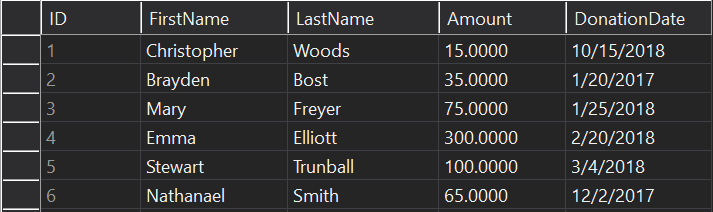 ID FirstName LastName Amount DonationDate
1 Christopher Woods 15.0000 10/15/2018
2 Brayden Bost 35.0000 1/20/2017
3 Mary Freyer 75.0000 1/25/2018
4 Emma Elliott 300.0000 2/20/2018
5 Stewart Trunball 100.0000 3/4/2018
6 Nathanael Smith 65.0000 12/2/2017